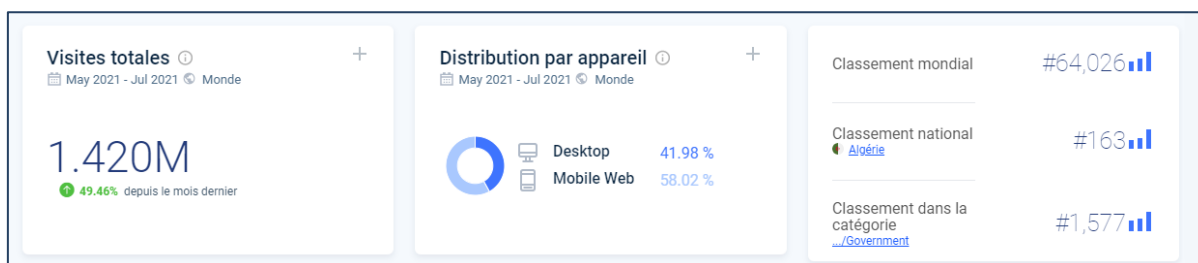 Visites totales
May 2021 - Jul 2021 Monde
1.420M
49.46% depuis le mois dernier
Distribution par appareil
May 2021 - Jul 2021 Monde
Desktop 41.98 %
Mobile Web 58.02 %
Classement mondial #64,026
Classement national #163
Algérie
Classement dans la
catégorie #1,577
.../Government